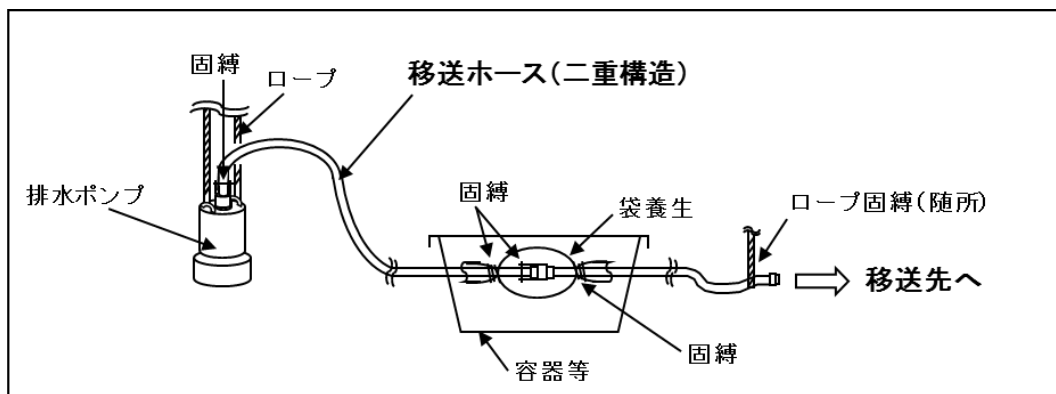 固縛
ロープ
移送ホース(二重構造)
排水ポンプ
固縛
袋養生
ロープ固縛(随所)
移送先へ
固縛
容器等